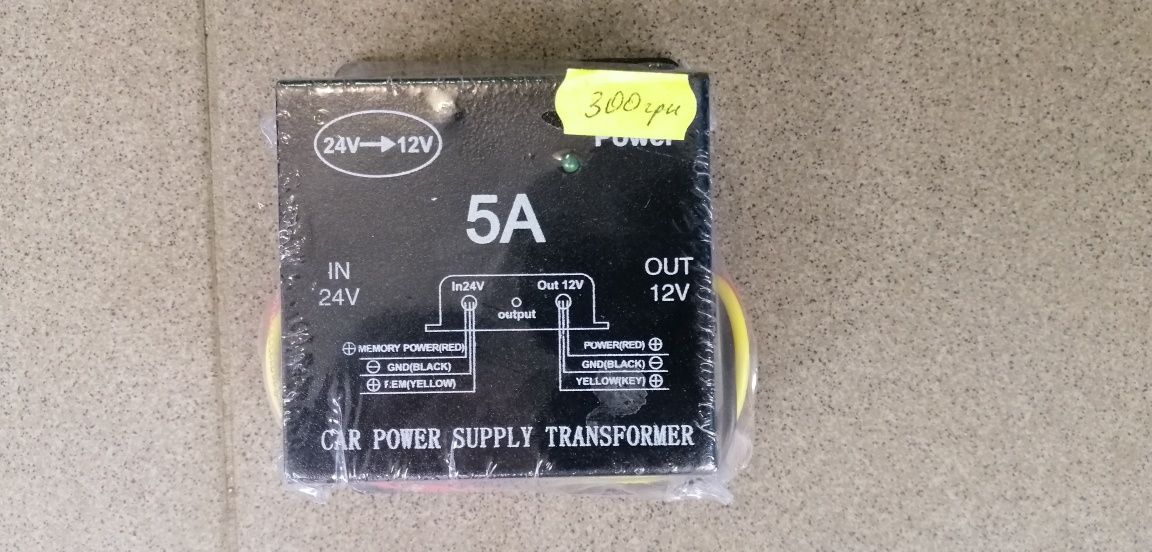 300грн
24V→12V
Power
5A
IN
24V
OUT
12V
In24V
Out 12V
output
⊕ MEMORY POWER(RED)
⊖ GND(BLACK)
⊕ REM(YELLOW)
POWER(RED) ⊕
GND(BLACK) ⊖
YELLOW(KEY) ⊕
CAR POWER SUPPLY TRANSFORMER